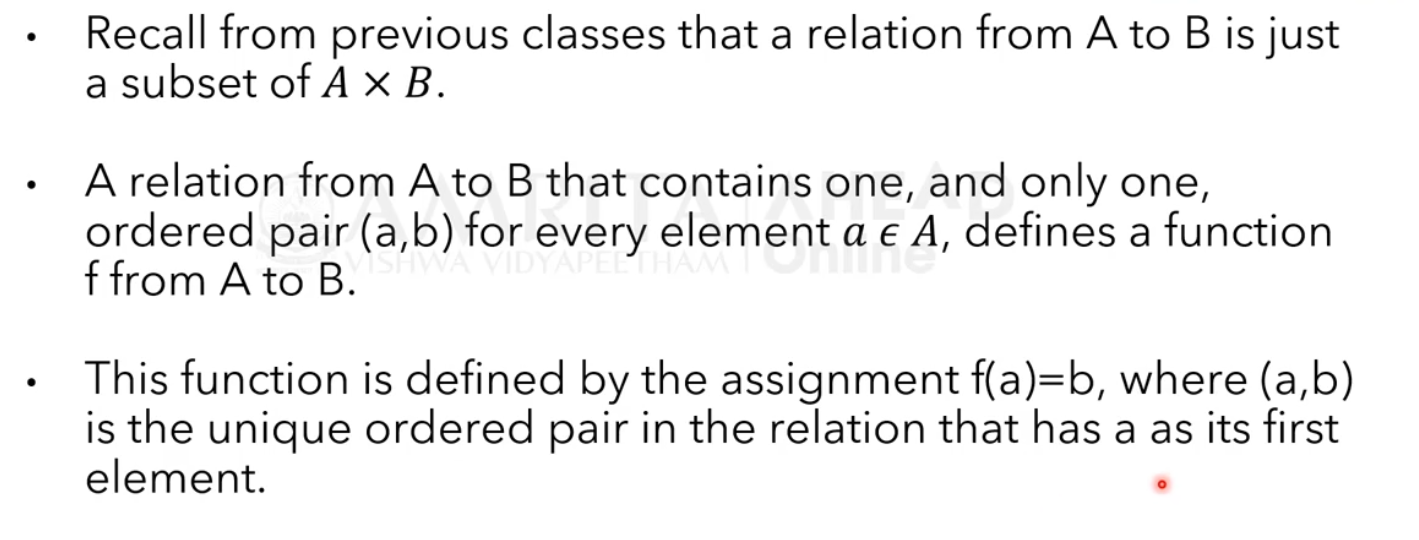 • Recall from previous classes that a relation from A to B is just
a subset of A × B.
• A relation from A to B that contains one, and only one,
ordered pair (a,b) for every element a ϵ A, defines a function
f from A to B.
• This function is defined by the assignment f(a)=b, where (a,b)
is the unique ordered pair in the relation that has a as its first
element.
AMRITA | AHEAD
VISHWA VIDYAPEETHAM | Online